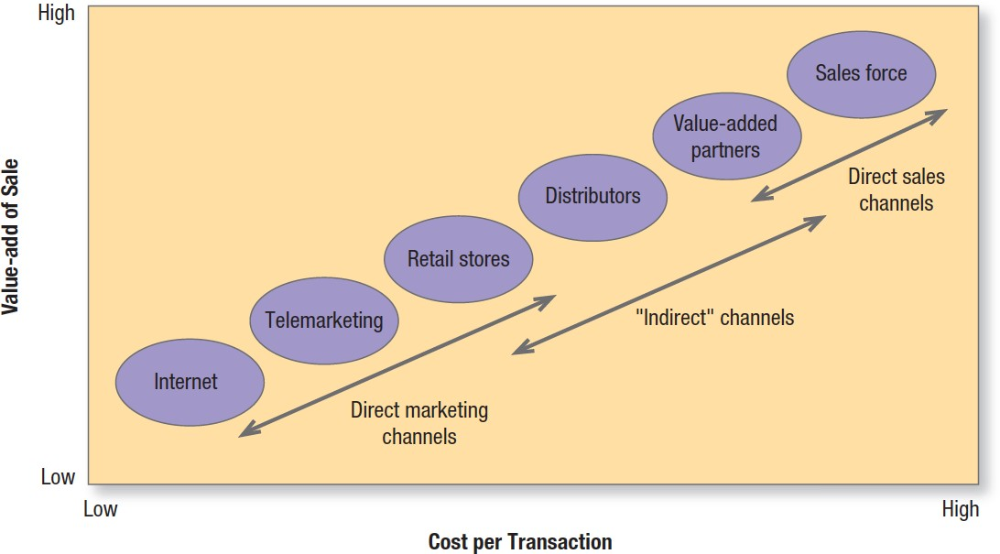 High
Sales force
Value-added
partners
Direct sales
channels
Distributors
Retail stores
"Indirect" channels
Telemarketing
Internet
Direct marketing
channels
Value-add of Sale
Low
Low
High
Cost per Transaction